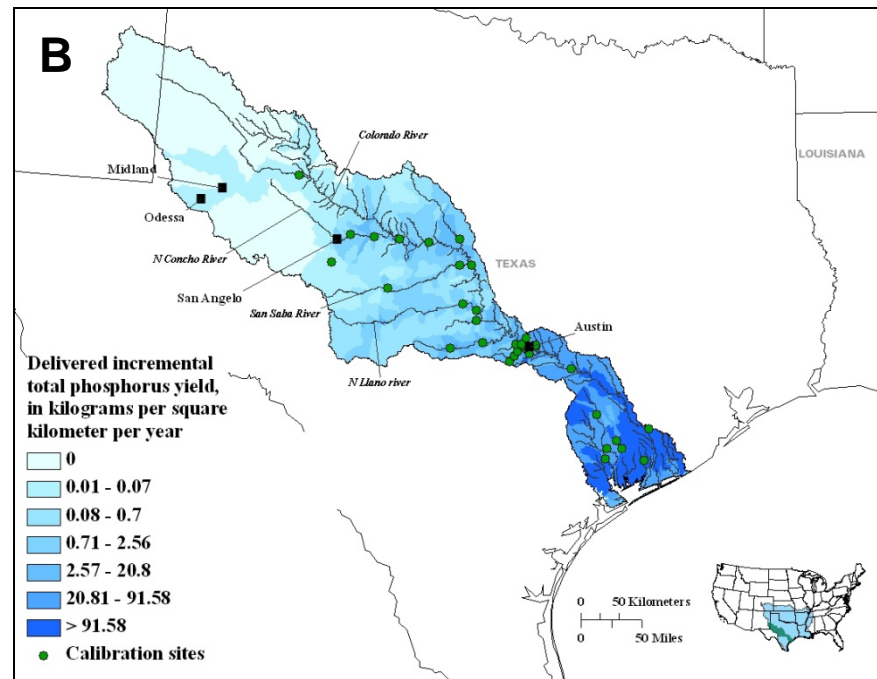 B
Colorado River
LOUISIANA
Midland
Odessa
N Concho River
TEXAS
San Angelo
San Saba River
Austin
N Llano river
Delivered incremental
total phosphorus yield,
in kilograms per square
kilometer per year
0
0.01 - 0.07
0.08 - 0.7
0.71 - 2.56
2.57 - 20.8
20.81 - 91.58
> 91.58
Calibration sites
0 50 Kilometers
0 50 Miles